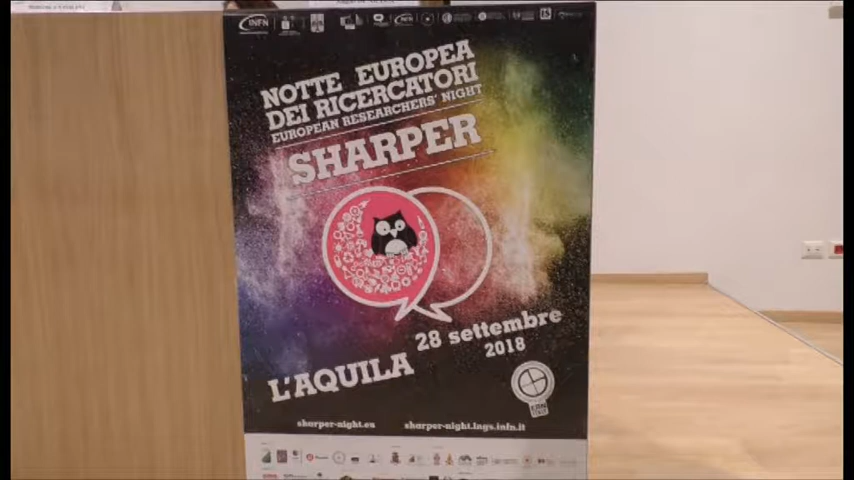 INFN
NOTTE EUROPEA
DEI RICERCATORI
EUROPEAN RESEARCHERS' NIGHT
SHARPER
28 settembre
2018
L'AQUILA
sharper-night.eu
sharper-night.lngs.infn.it